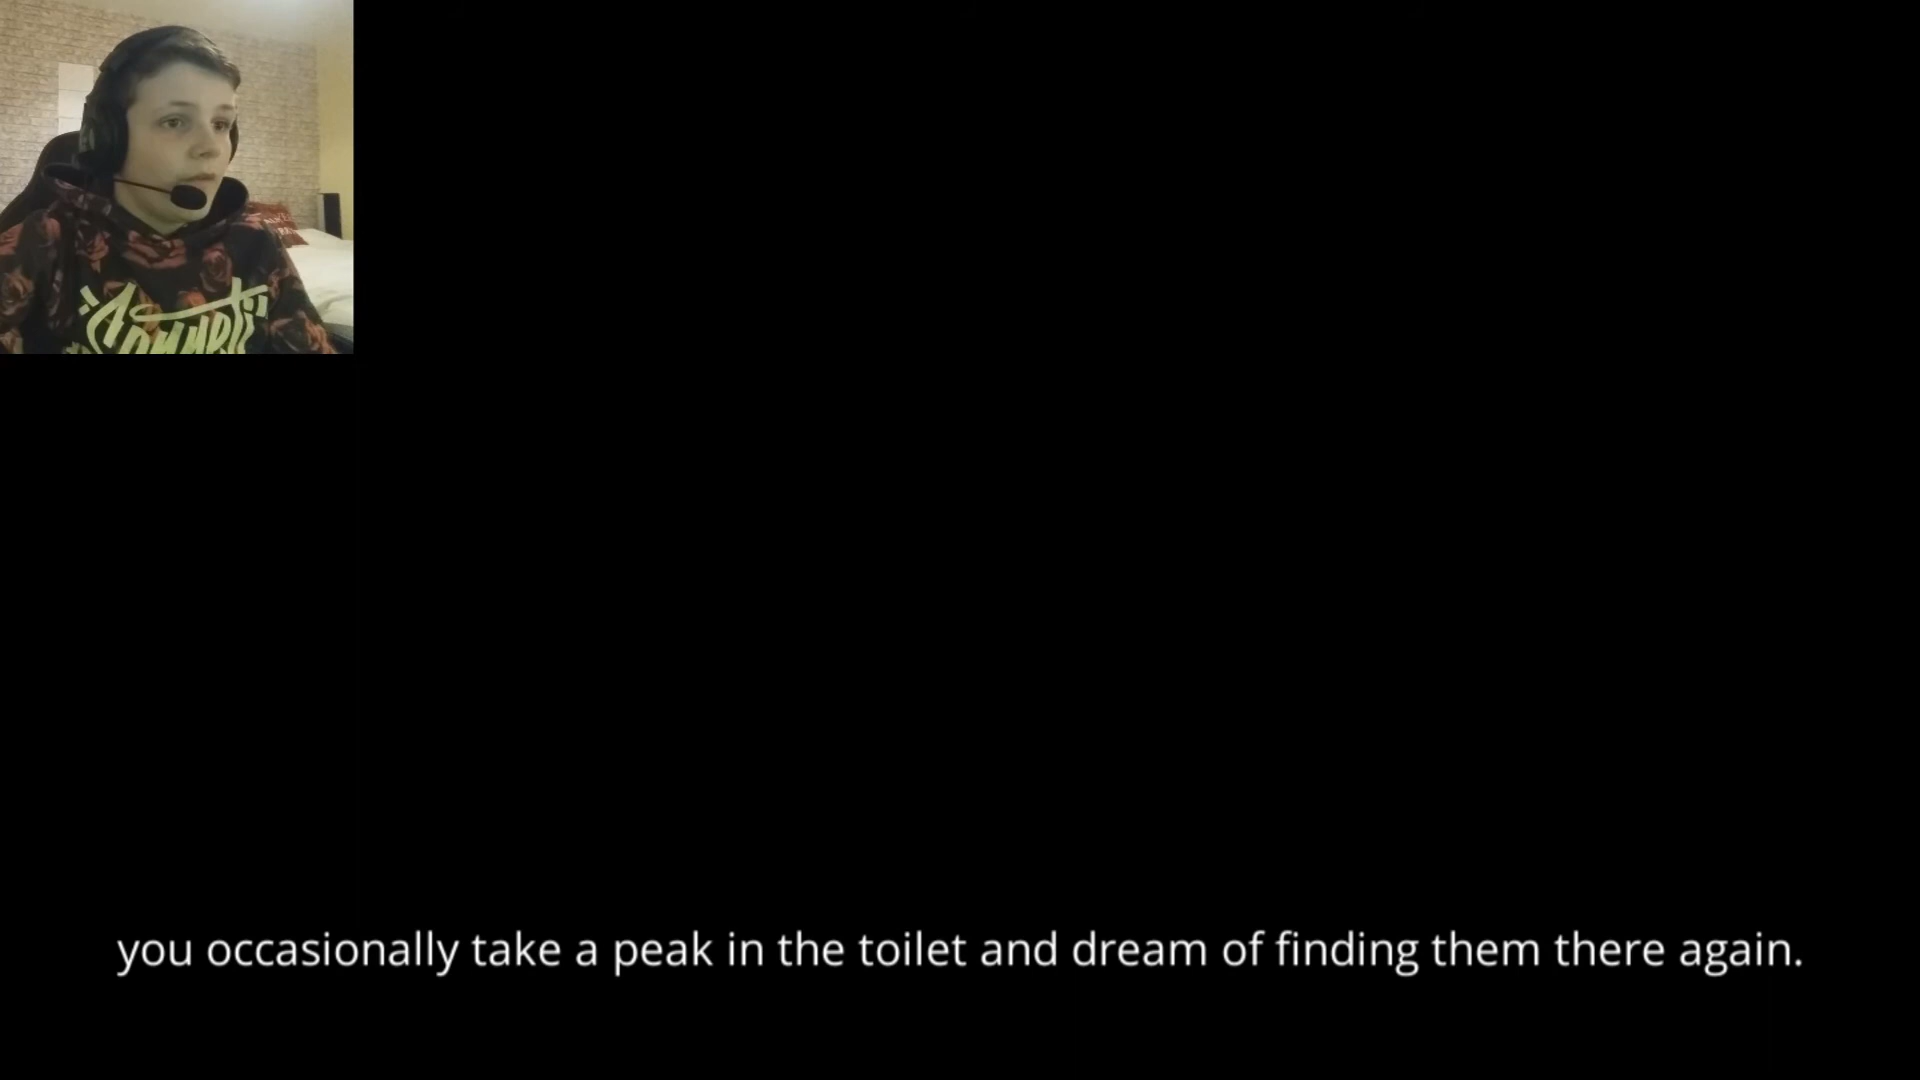 you occasionally take a peak in the toilet and dream of finding them there again.